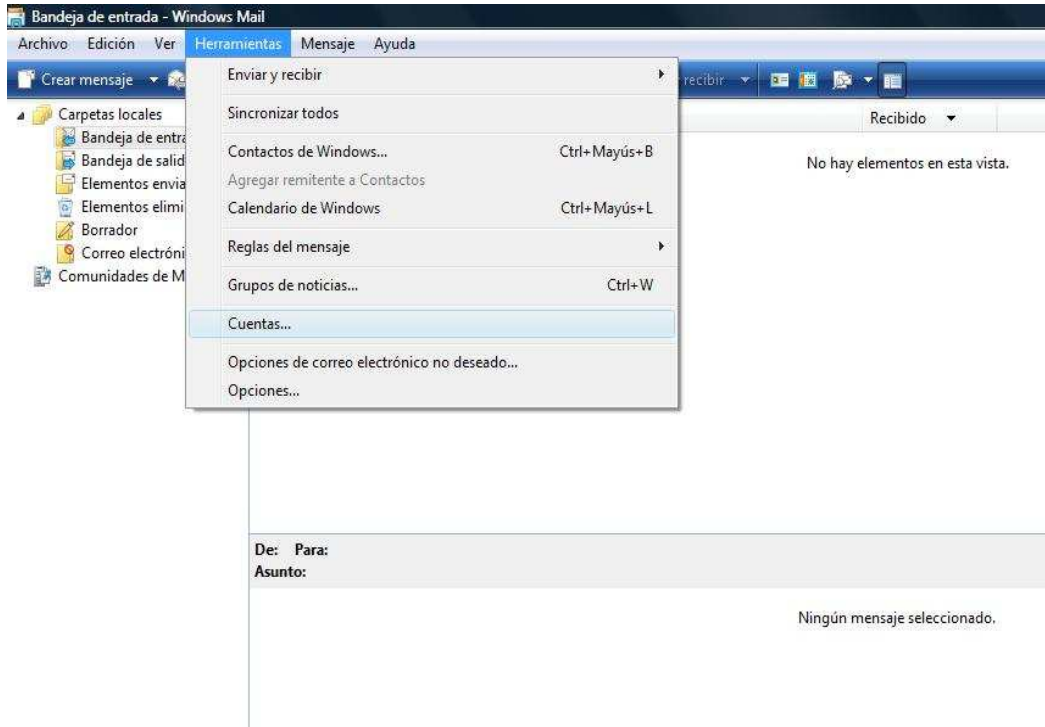 Bandeja de entrada - Windows Mail
Archivo Edición Ver Herramientas Mensaje Ayuda
Crear mensaje recibir
Enviar y recibir
Sincronizar todos
Contactos de Windows... Ctrl+Mayús+B
Agregar remitente a Contactos
Calendario de Windows Ctrl+Mayús+L
Reglas del mensaje
Grupos de noticias... Ctrl+W
Cuentas...
Opciones de correo electrónico no deseado...
Opciones...
Carpetas locales
Bandeja de entra
Bandeja de salid
Elementos envia
Elementos elimi
Borrador
Correo electróni
Comunidades de M
Recibido
No hay elementos en esta vista.
De: Para:
Asunto:
Ningún mensaje seleccionado.